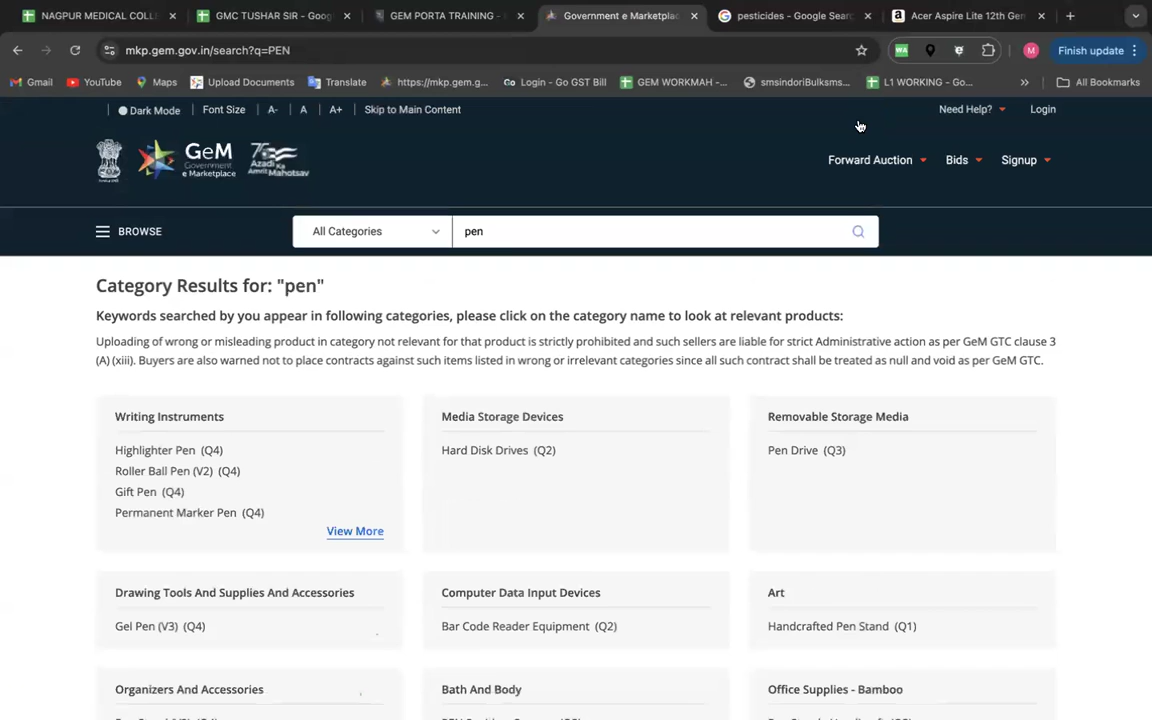 NAGPUR MEDICAL COLL
GMC TUSHAR SIR - Goog
GEM PORTA TRAINING -
Government e Marketplac
pesticides - Google Searc
Acer Aspire Lite 12th Gen
mkp.gem.gov.in/search?q=PEN
M
Finish update
Gmail
YouTube
Maps
Upload Documents
Translate
https://mkp.gem.g...
Login - Go GST Bill
GEM WORKMAH -...
smsindoriBulksms...
L1 WORKING - Go...
All Bookmarks
Dark Mode
Font Size
A-
A
A+
Skip to Main Content
Need Help?
Login
GeM
Government
e Marketplace
75
Azadi Ka
Amrit Mahotsav
Forward Auction
Bids
Signup
BROWSE
All Categories
pen
Category Results for: "pen"
Keywords searched by you appear in following categories, please click on the category name to look at relevant products:
Uploading of wrong or misleading product in category not relevant for that product is strictly prohibited and such sellers are liable for strict Administrative action as per GeM GTC clause 3
(A) (xiii). Buyers are also warned not to place contracts against such items listed in wrong or irrelevant categories since all such contract shall be treated as null and void as per GeM GTC.
Writing Instruments
Highlighter Pen (Q4)
Roller Ball Pen (V2) (Q4)
Gift Pen (Q4)
Permanent Marker Pen (Q4)
View More
Media Storage Devices
Hard Disk Drives (Q2)
Removable Storage Media
Pen Drive (Q3)
Drawing Tools And Supplies And Accessories
Gel Pen (V3) (Q4)
Computer Data Input Devices
Bar Code Reader Equipment (Q2)
Art
Handcrafted Pen Stand (Q1)
Organizers And Accessories
Bath And Body
Office Supplies - Bamboo